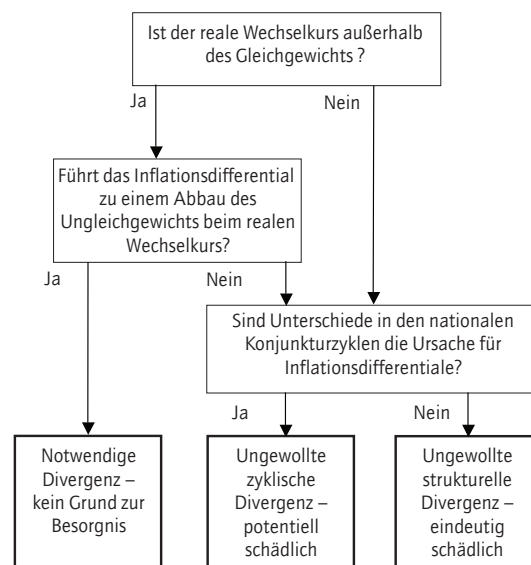 Ist der reale Wechselkurs außerhalb
des Gleichgewichts ?
Ja
Nein
Führt das Inflationsdifferential
zu einem Abbau des
Ungleichgewichts beim realen
Wechselkurs?
Ja
Nein
Sind Unterschiede in den nationalen
Konjunkturzyklen die Ursache für
Inflationsdifferentiale?
Ja
Nein
Notwendige
Divergenz –
kein Grund zur
Besorgnis
Ungewollte
zyklische
Divergenz –
potentiell
schädlich
Ungewollte
strukturelle
Divergenz –
eindeutig
schädlich